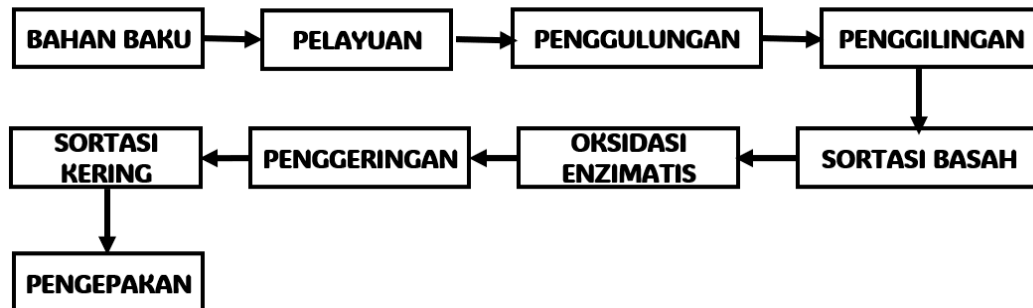 BAHAN BAKU
PELAYUAN
PENGGULUNGAN
PENGGILINGAN
SORTASI BASAH
OKSIDASI
ENZIMATIS
PENGGERINGAN
SORTASI
KERING
PENGEPAKAN